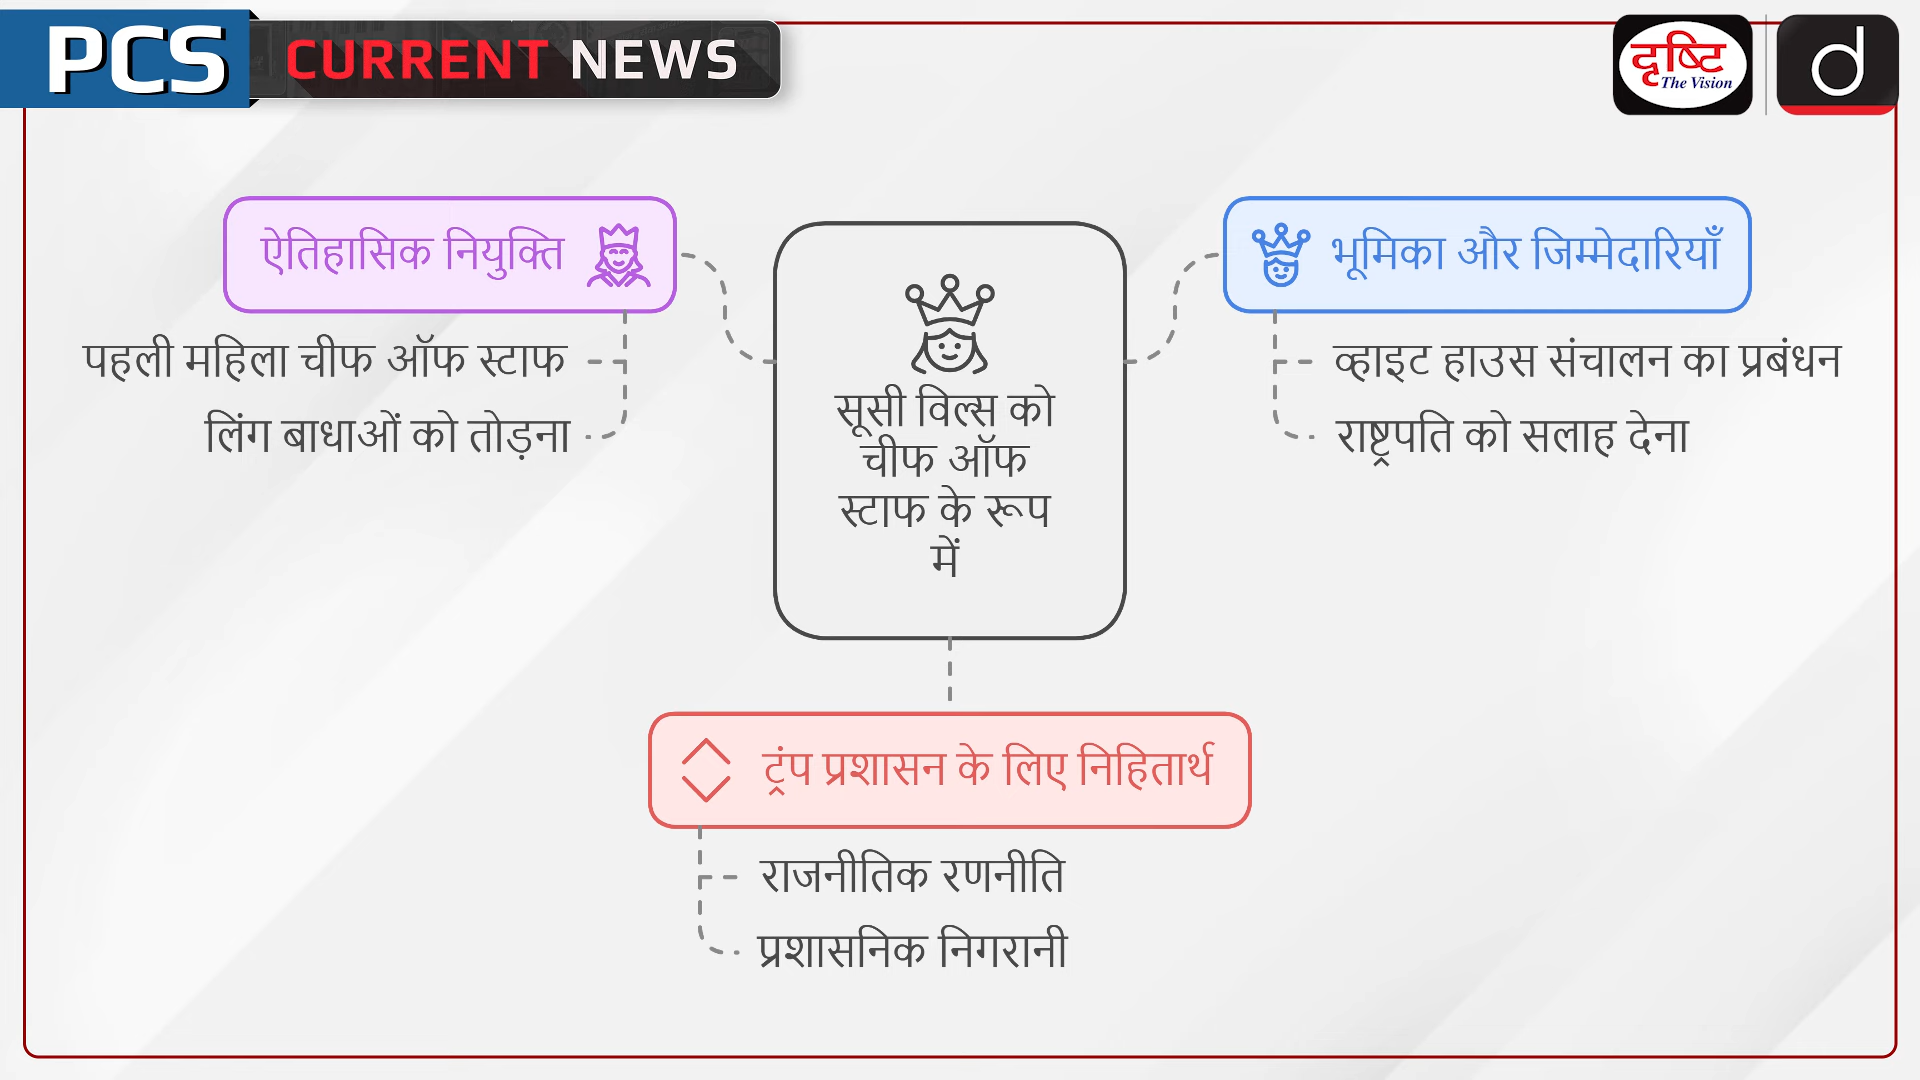 PCS CURRENT NEWS
दृष्टि
The Vision
d
ऐतिहासिक नियुक्ति
पहली महिला चीफ ऑफ स्टाफ
लिंग बाधाओं को तोड़ना
सूसी विल्स को
चीफ ऑफ
स्टाफ के रूप
में
भूमिका और जिम्मेदारियाँ
व्हाइट हाउस संचालन का प्रबंधन
राष्ट्रपति को सलाह देना
ट्रंप प्रशासन के लिए निहितार्थ
राजनीतिक रणनीति
प्रशासनिक निगरानी